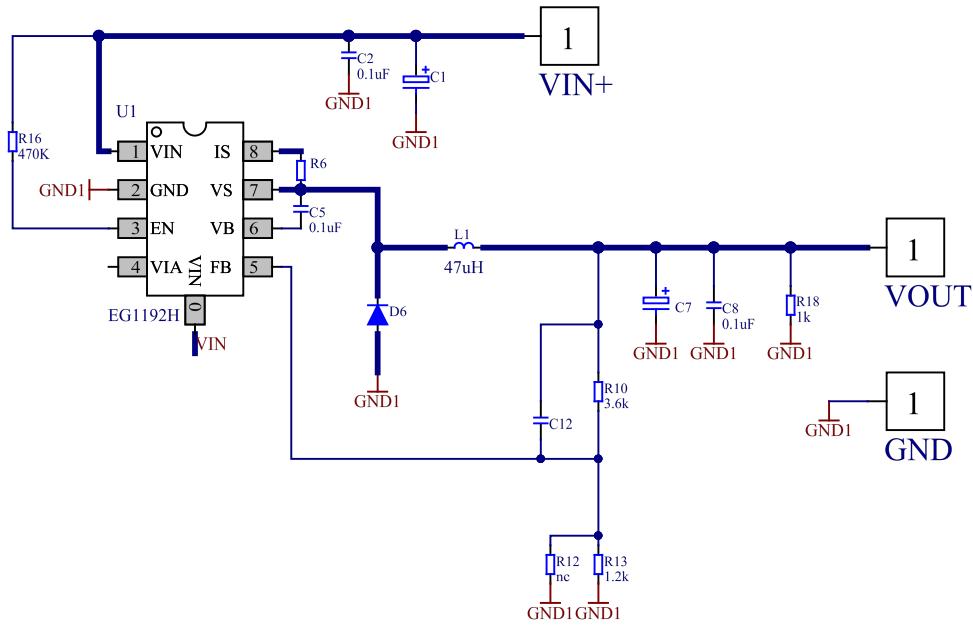 1
VIN+
C2
0.1uF
GND1
C1
GND1
U1
R16
470K
1
VIN
IS
8
R6
GND1
2
GND
VS
7
C5
0.1uF
3
EN
VB
6
4
VIA
VIN
FB
5
EG1192H
0
VIN
L1
47uH
1
VOUT
D6
GND1
C7
GND1
C8
0.1uF
GND1
R18
1k
GND1
R10
3.6k
C12
1
GND1
GND
R12
nc
R13
1.2k
GND1
GND1